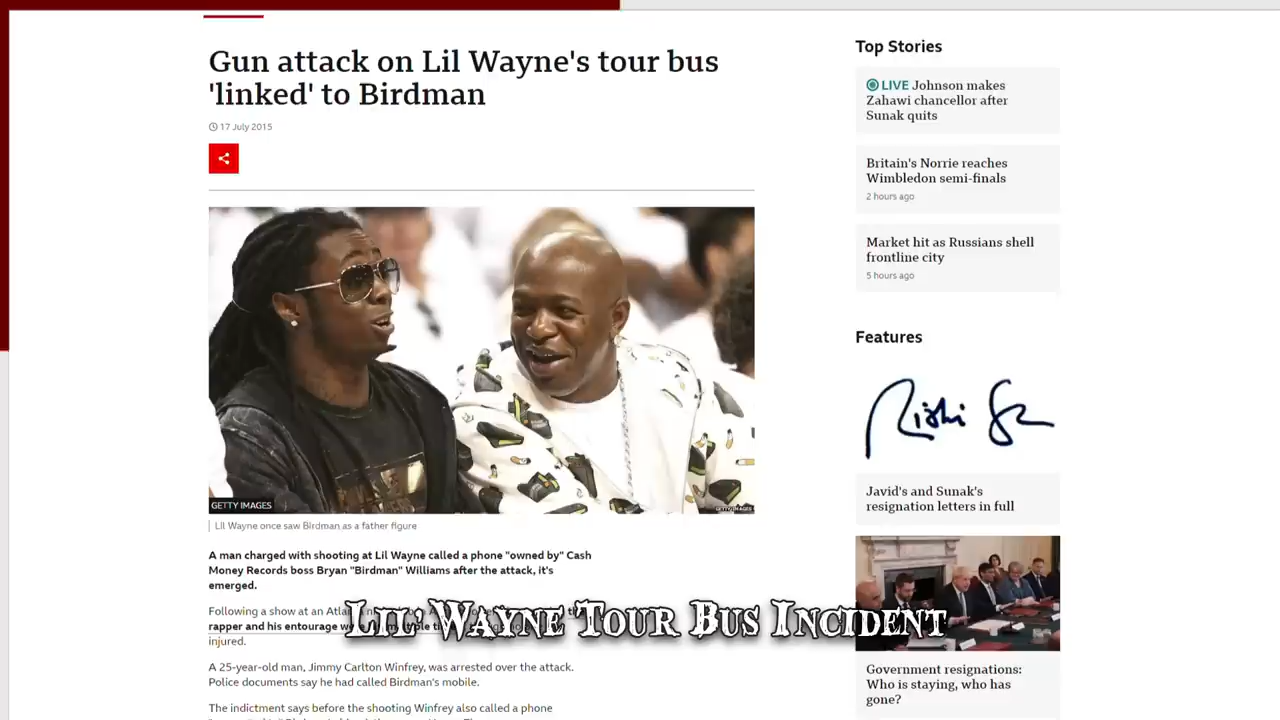 Gun attack on Lil Wayne's tour bus
'linked' to Birdman
17 July 2015
GETTY IMAGES
GETTY IMAGES
Lil Wayne once saw Birdman as a father figure
A man charged with shooting at Lil Wayne called a phone "owned by" Cash
Money Records boss Bryan "Birdman" Williams after the attack, it's
emerged.
Following a show at an
rapper and his entourage
injured.
Lil Wayne Tour Bus Incident
A 25-year-old man, Jimmy Carlton Winfrey, was arrested over the attack.
Police documents say he had called Birdman's mobile.
The indictment says before the shooting Winfrey also called a phone
Top Stories
LIVE Johnson makes
Zahawi chancellor after
Sunak quits
Britain's Norrie reaches
Wimbledon semi-finals
2 hours ago
Market hit as Russians shell
frontline city
5 hours ago
Features
Rishi
Javid's and Sunak's
resignation letters in full
Government resignations:
Who is staying, who has
gone?